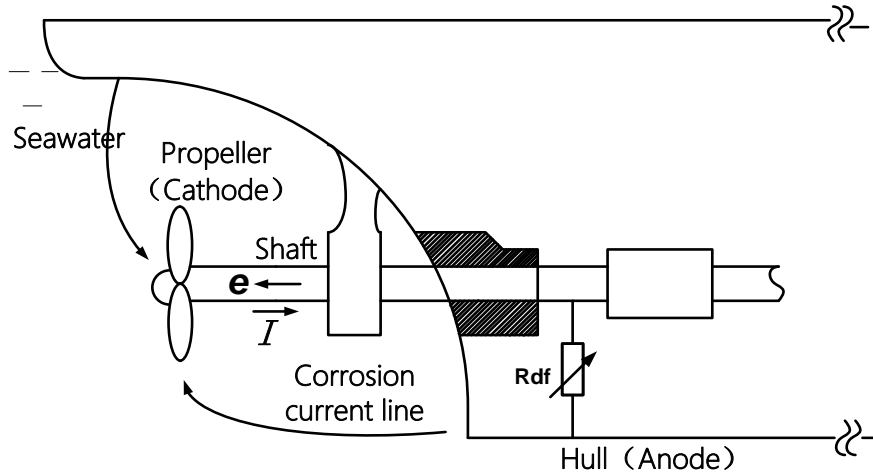 Seawater
Propeller
（Cathode）
Shaft
e
I
Corrosion
current line
Rdf
Hull（Anode）